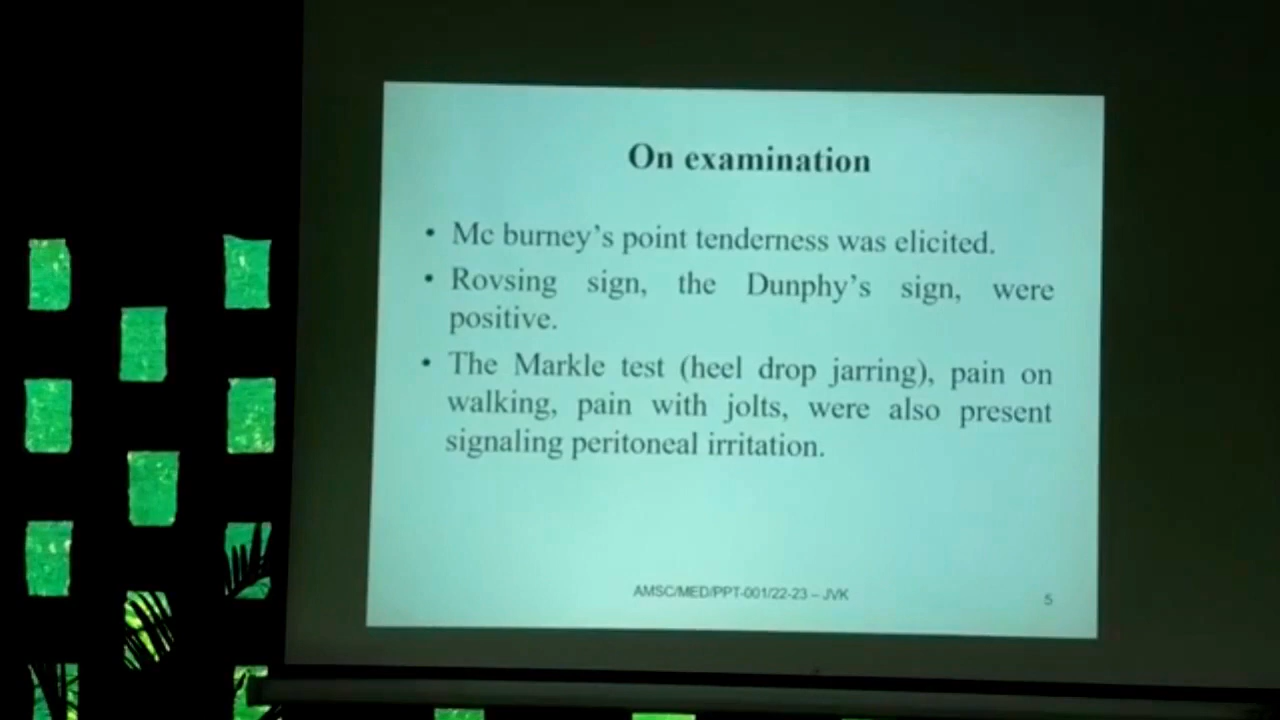 On examination
• Mc burney’s point tenderness was elicited.
• Rovsing sign, the Dunphy’s sign, were
positive.
• The Markle test (heel drop jarring), pain on
walking, pain with jolts, were also present
signaling peritoneal irritation.
AMSC/MED/PPT-001/22-23 – JVK
5